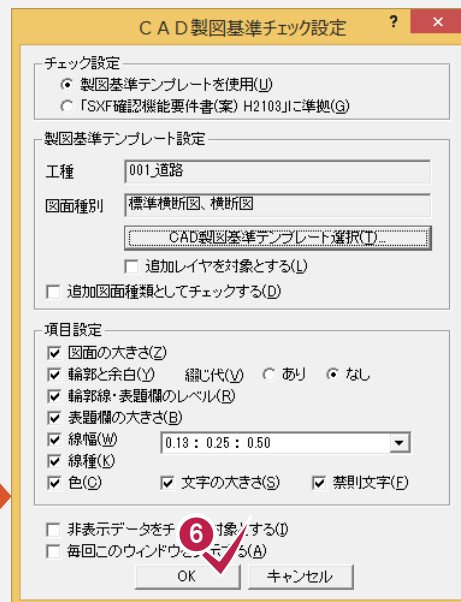 CAD製図基準チェック設定 ? ×
チェック設定
製図基準テンプレートを使用(U)
「SXF確認機能要件書(案) H2103」に準拠(G)
製図基準テンプレート設定
工種 001_道路
図面種別 標準横断図、横断図
CAD製図基準テンプレート選択(T)...
追加レイヤを対象とする(L)
追加図面種類としてチェックする(D)
項目設定
図面の大きさ(Z)
輪郭と余白(Y) 綴じ代(V) あり なし
輪郭線・表題欄のレベル(R)
表題欄の大きさ(B)
線幅(W) 0.13 : 0.25 : 0.50
線種(K)
色(C) 文字の大きさ(S) 禁則文字(F)
非表示データをチ 対象とする(I)
毎回このウィンドウを する(A)
6
OK キャンセル